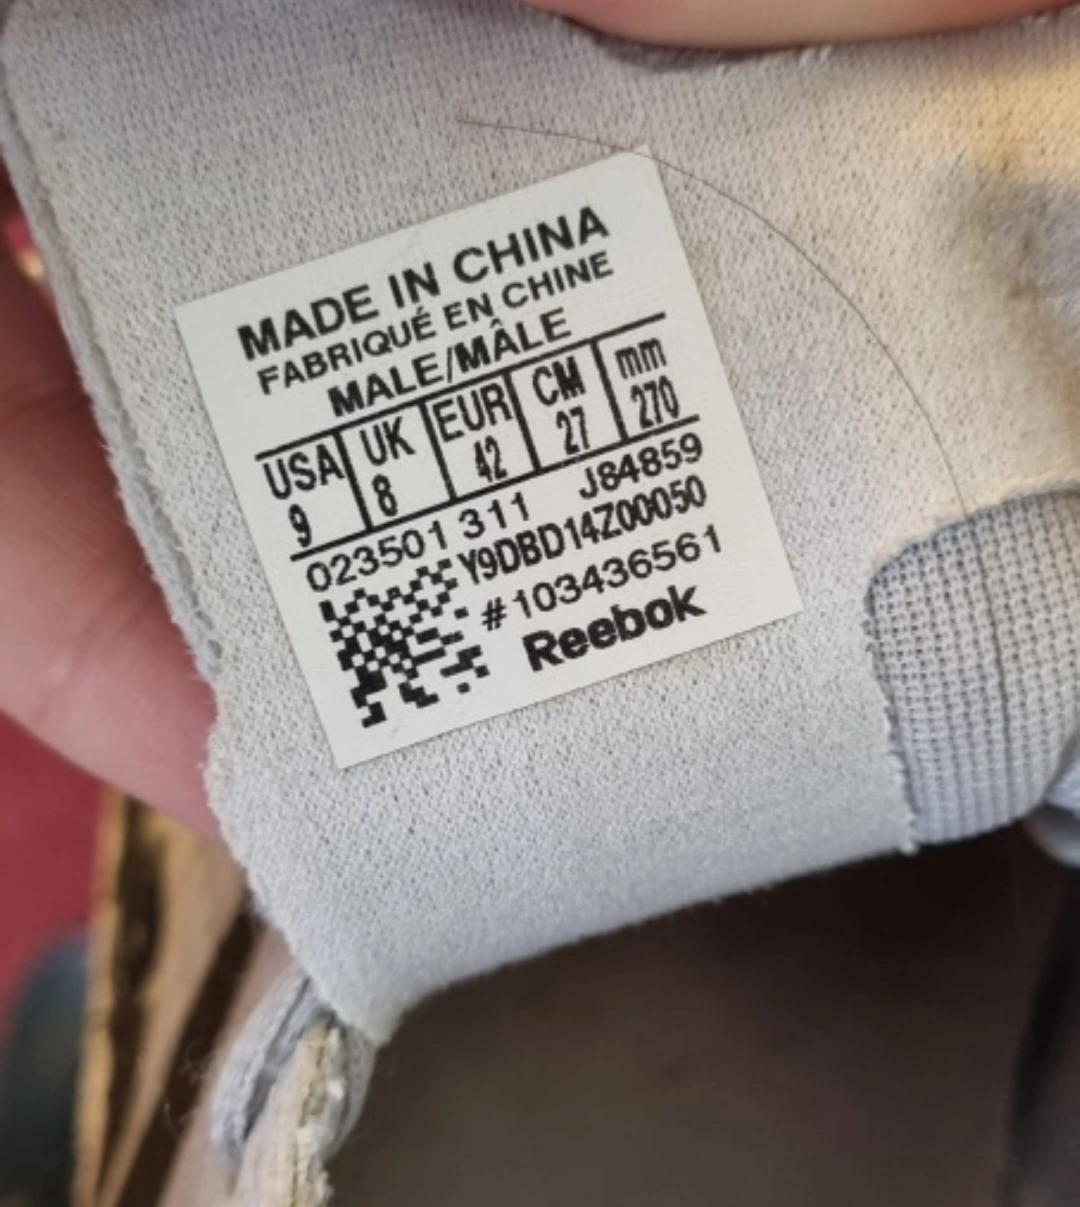 MADE IN CHINA
FABRIQUÉ EN CHINE
MALE/MÂLE
USA UK EUR CM mm
9 8 42 27 270
023501 311 J84859
Y9DBD14Z00050
#103436561
Reebok